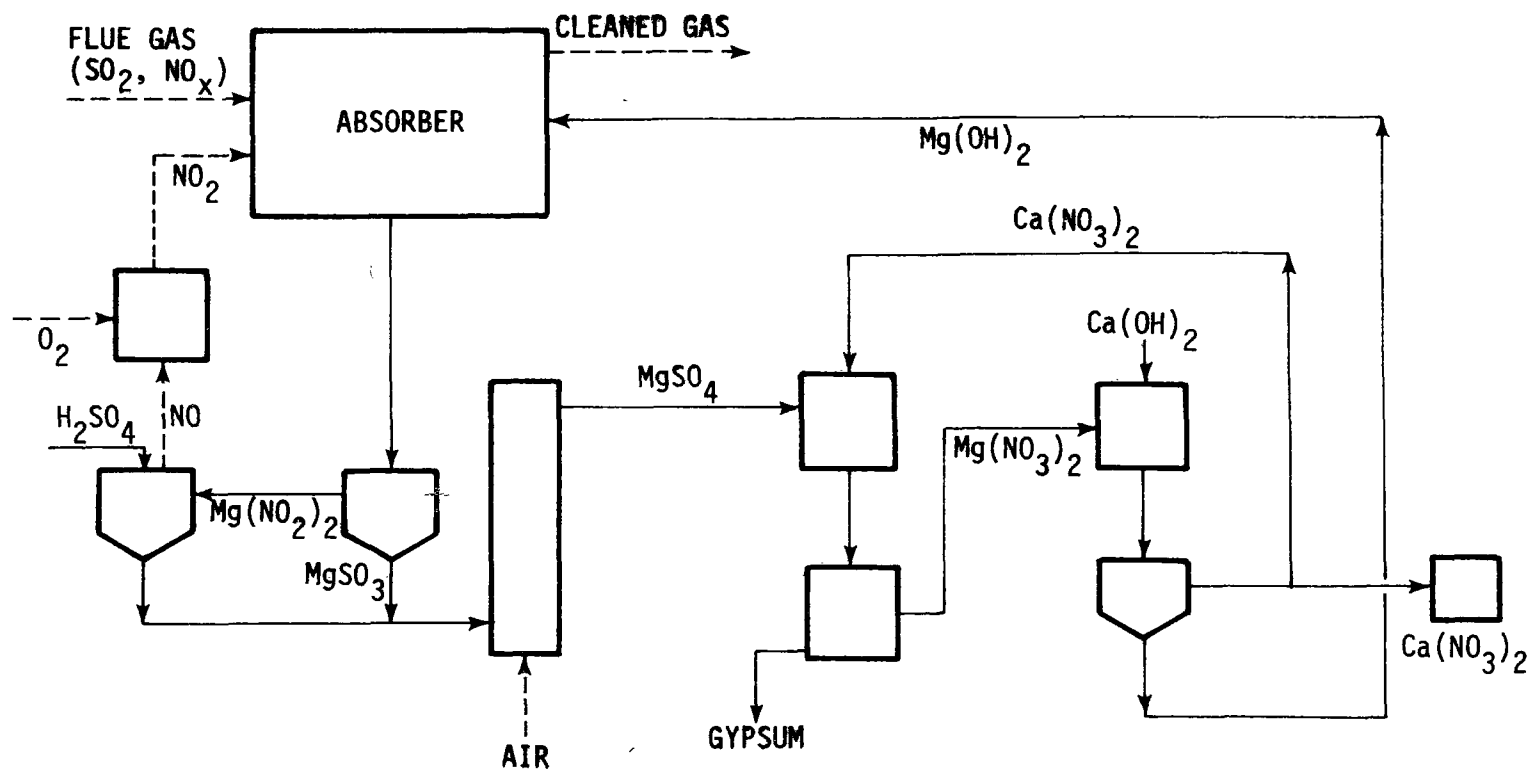 CLEANED GAS
FLUE GAS
(SO₂, NOₓ)
ABSORBER
Mg(OH)₂
NO₂
Ca(NO₃)₂
Ca(OH)₂
O₂
MgSO₄
H₂SO₄
NO
Mg(NO₃)₂
Mg(NO₂)₂
MgSO₃
Ca(NO₃)₂
GYPSUM
AIR